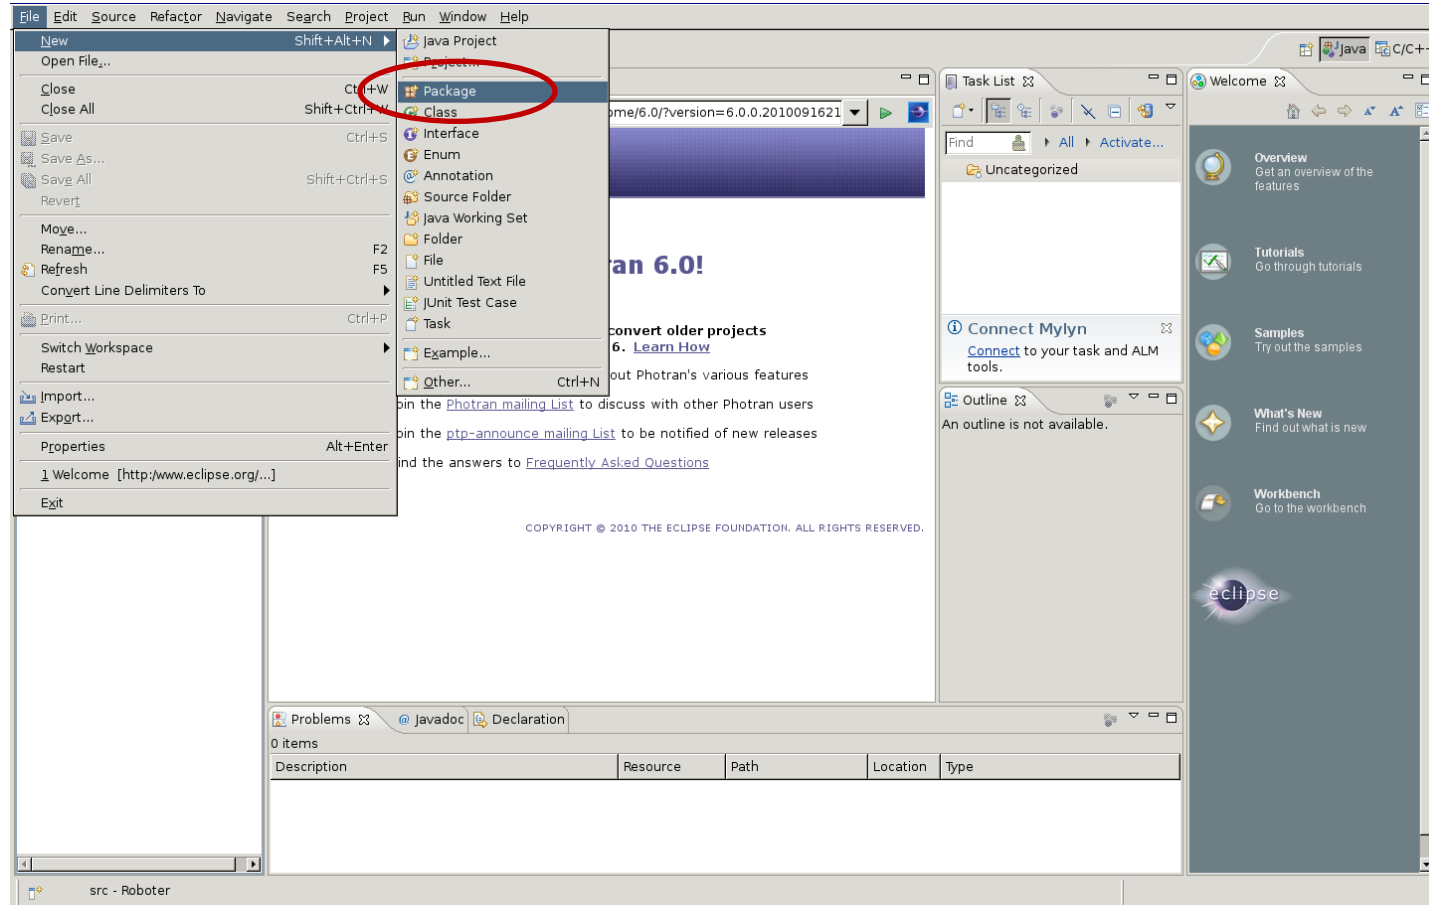 File Edit Source Refactor Navigate Search Project Run Window Help
New Shift+Alt+N
Open File...
Close Ctrl+W
Close All Shift+Ctrl+W
Save Ctrl+S
Save As...
Save All Shift+Ctrl+S
Revert
Move...
Rename... F2
Refresh F5
Convert Line Delimiters To
Print... Ctrl+P
Switch Workspace
Restart
Import...
Export...
Properties Alt+Enter
1 Welcome [http:/www.eclipse.org/...]
Exit
Java Project
Project...
Package
Class
Interface
Enum
Annotation
Source Folder
Java Working Set
Folder
File
Untitled Text File
JUnit Test Case
Task
Example...
Other... Ctrl+N
ome/6.0/?version=6.0.0.2010091621
an 6.0!
convert older projects
6. Learn How
out Photran's various features
oin the Photran mailing List to discuss with other Photran users
oin the ptp-announce mailing List to be notified of new releases
ind the answers to Frequently Asked Questions
COPYRIGHT © 2010 THE ECLIPSE FOUNDATION. ALL RIGHTS RESERVED.
Task List
Find All Activate...
Uncategorized
Connect Mylyn
Connect to your task and ALM
tools.
Outline
An outline is not available.
Java C/C+
Welcome
Overview
Get an overview of the
features
Tutorials
Go through tutorials
Samples
Try out the samples
What's New
Find out what is new
Workbench
Go to the workbench
eclipse
Problems @ Javadoc Declaration
0 items
Description Resource Path Location Type
src - Roboter